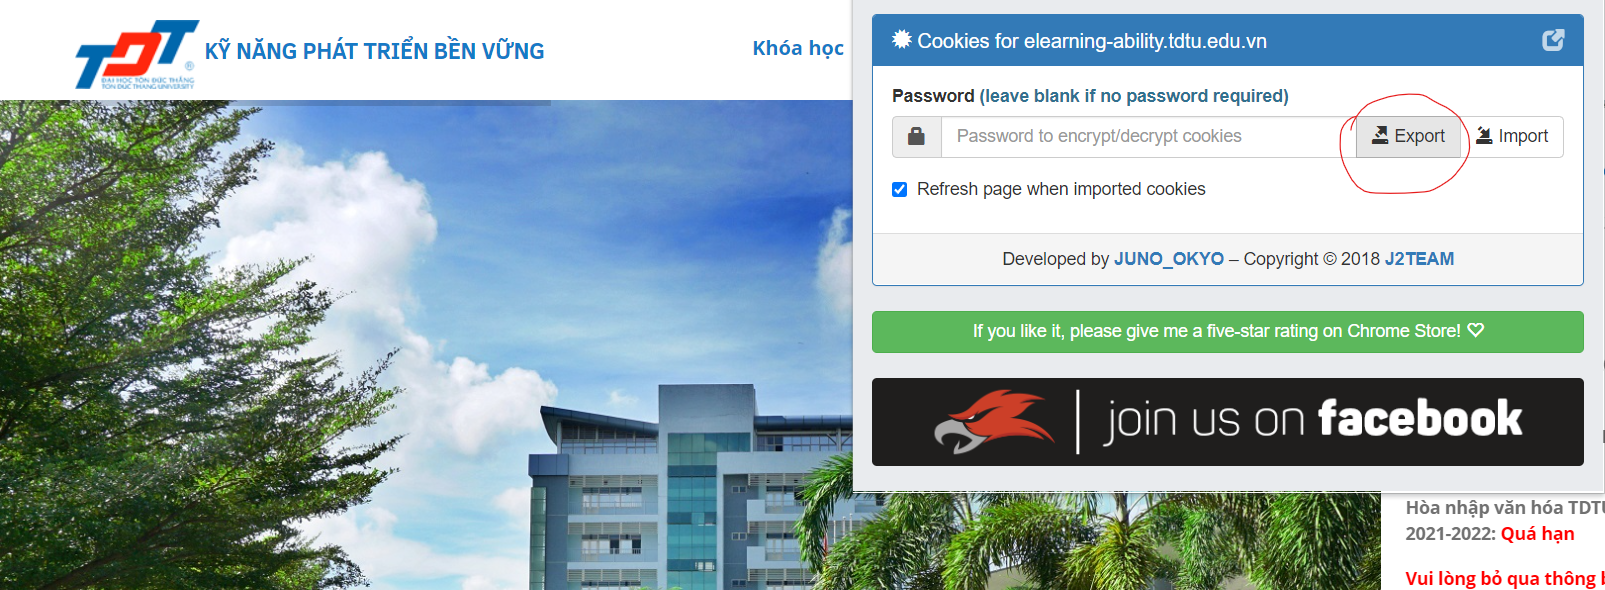 TDT
®
ĐẠI HỌC TÔN ĐỨC THẮNG
TON DUC THANG UNIVERSITY
KỸ NĂNG PHÁT TRIỂN BỀN VỮNG
Khóa học
Cookies for elearning-ability.tdtu.edu.vn
Password (leave blank if no password required)
Password to encrypt/decrypt cookies
Export
Import
Refresh page when imported cookies
Developed by JUNO_OKYO – Copyright © 2018 J2TEAM
If you like it, please give me a five-star rating on Chrome Store!
join us on facebook
Hòa nhập văn hóa TDTU
2021-2022: Quá hạn
Vui lòng bỏ qua thông